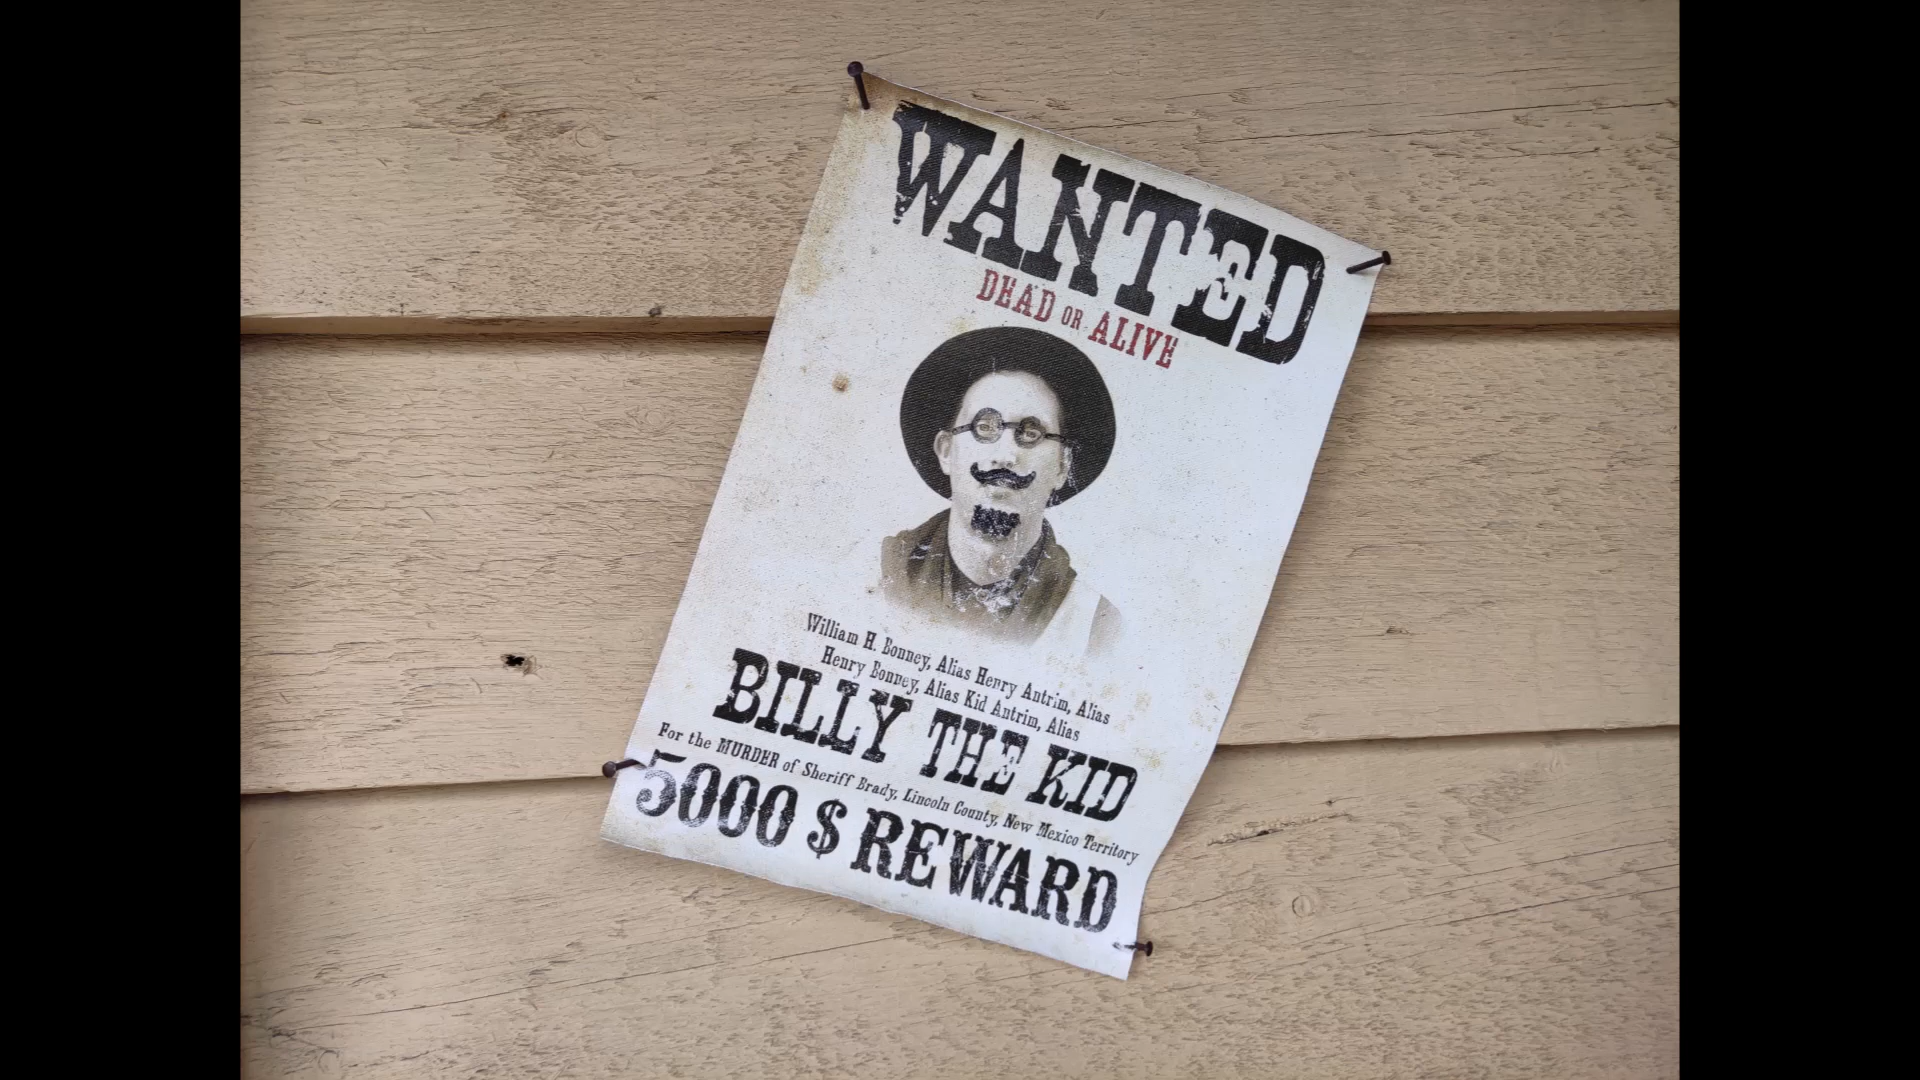 WANTED
DEAD OR ALIVE
William H. Bonney, Alias Henry Antrim, Alias
Henry Bonney, Alias Kid Antrim, Alias
BILLY THE KID
For the MURDER of Sheriff Brady, Lincoln County, New Mexico Territory
5000 $ REWARD